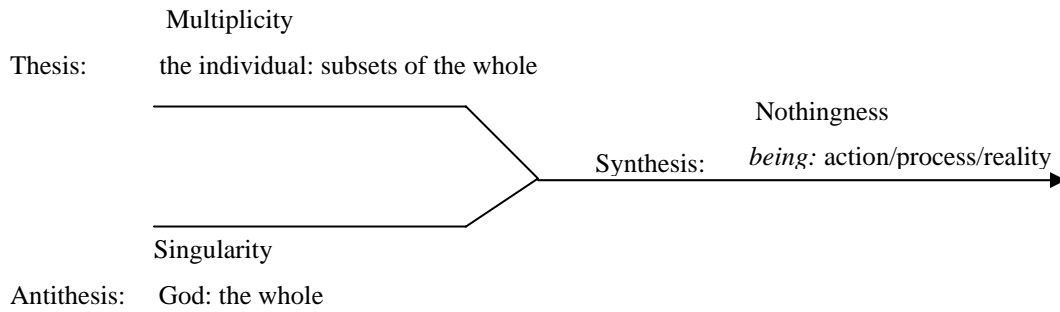 Multiplicity
Thesis: the individual: subsets of the whole
Nothingness
Synthesis: being: action/process/reality
Singularity
Antithesis: God: the whole